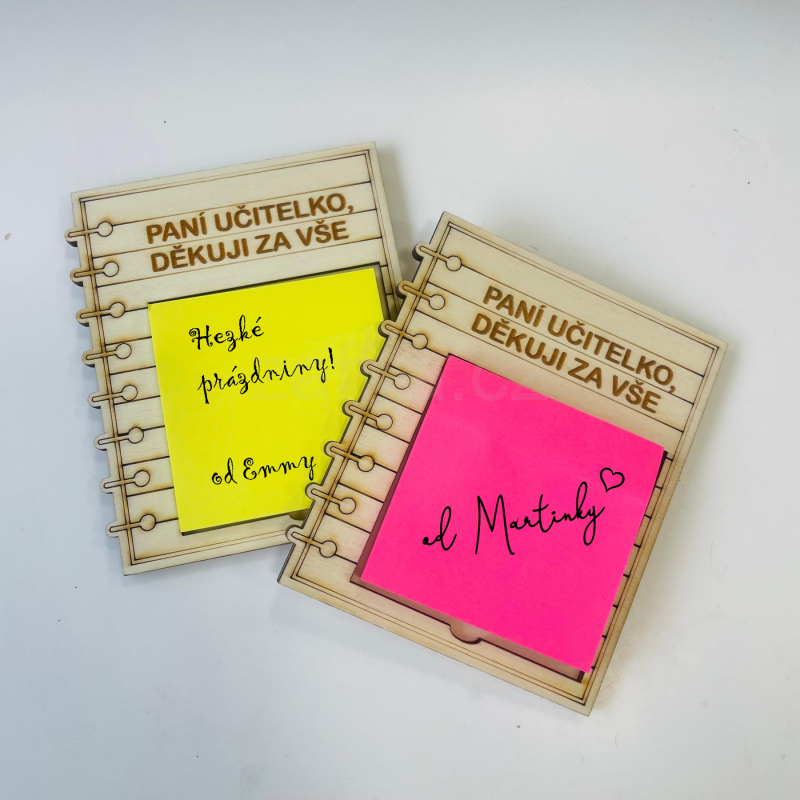 PANÍ UČITELKO,
DĚKUJI ZA VŠE
Hezké
prázdniny!
od Emmy
PANÍ UČITELKO,
DĚKUJI ZA VŠE
od Martinky